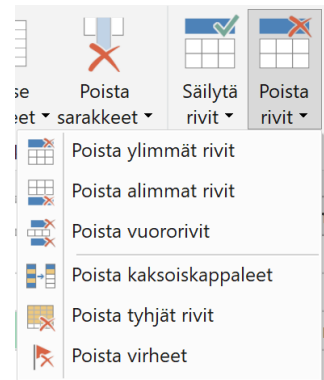 se
Poista
Säilytä
Poista
eet
sarakkeet
rivit
rivit
Poista ylimmät rivit
Poista alimmat rivit
Poista vuororivit
Poista kaksoiskappaleet
Poista tyhjät rivit
Poista virheet